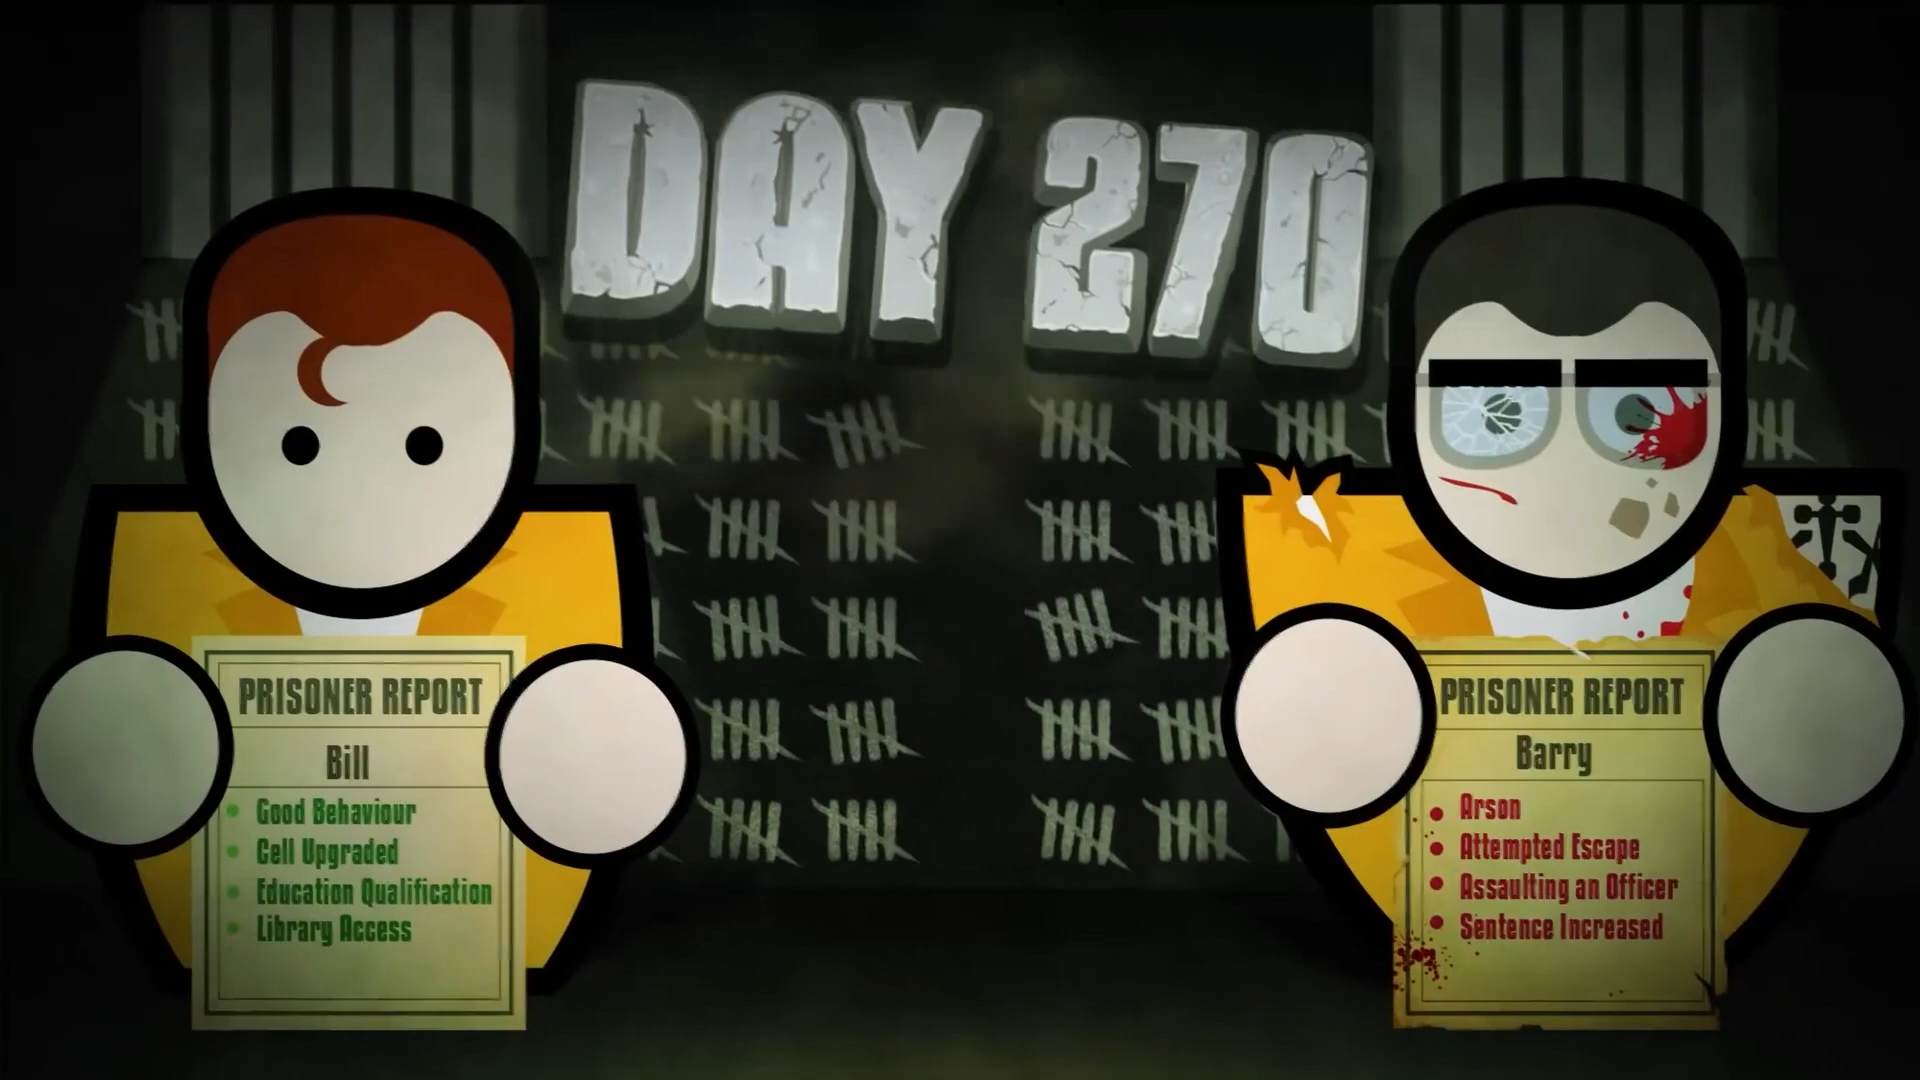 DAY 270
PRISONER REPORT
Bill
Good Behaviour
Cell Upgraded
Education Qualification
Library Access
PRISONER REPORT
Barry
Arson
Attempted Escape
Assaulting an Officer
Sentence Increased